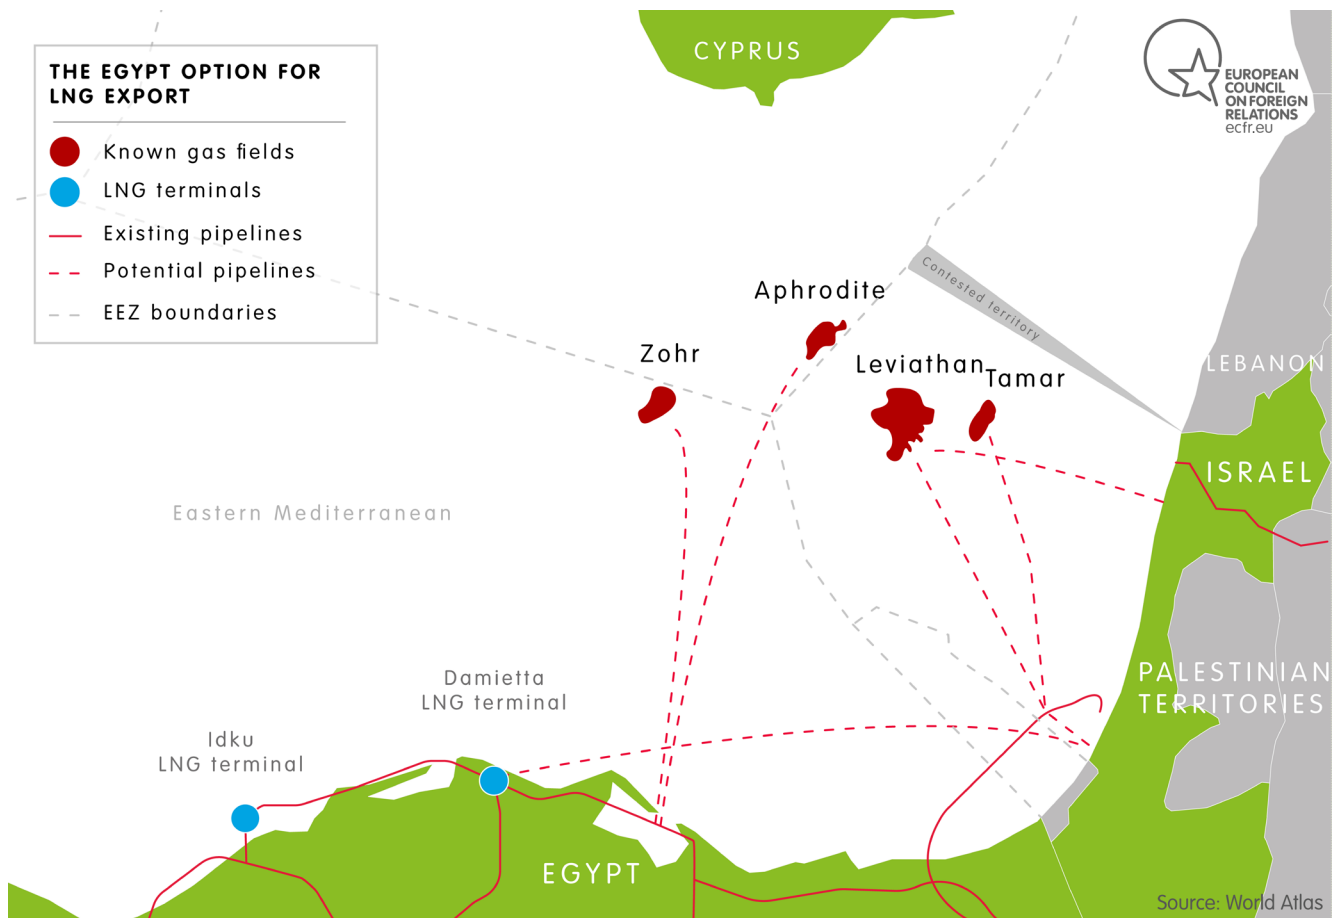 CYPRUS
THE EGYPT OPTION FOR
LNG EXPORT
Known gas fields
LNG terminals
Existing pipelines
Potential pipelines
EEZ boundaries
EUROPEAN
COUNCIL
ON FOREIGN
RELATIONS
ecfr.eu
Contested territory
Aphrodite
Zohr
Leviathan
Tamar
LEBANON
ISRAEL
Eastern Mediterranean
PALESTINIAN
TERRITORIES
Damietta
LNG terminal
Idku
LNG terminal
EGYPT
Source: World Atlas